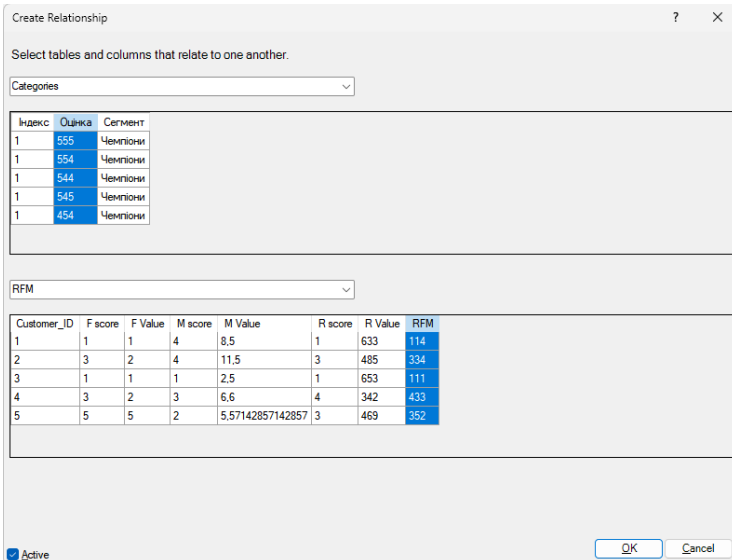 Create Relationship ? ×
Select tables and columns that relate to one another.
Categories
Індекс Оцінка Сегмент
1 555 Чемпіони
1 554 Чемпіони
1 544 Чемпіони
1 545 Чемпіони
1 454 Чемпіони
RFM
Customer_ID F score F Value M score M Value R score R Value RFM
1 1 1 4 8,5 1 633 114
2 3 2 4 11,5 3 485 334
3 1 1 1 2,5 1 653 111
4 3 2 3 6,6 4 342 433
5 5 5 2 5,57142857142857 3 469 352
Active
OK Cancel